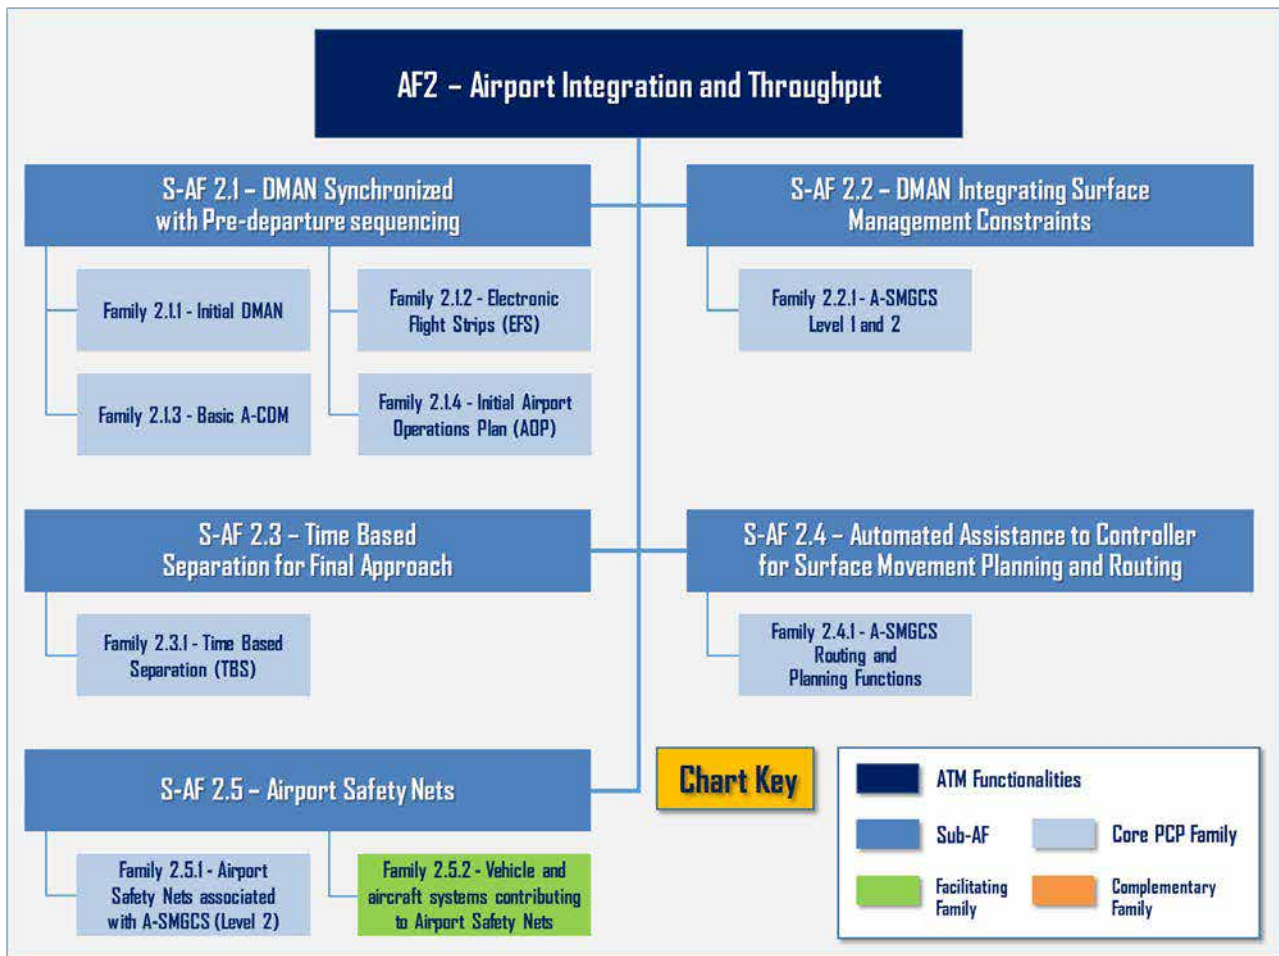 AF2 – Airport Integration and Throughput
S-AF 2.1 – DMAN Synchronized
with Pre-departure sequencing
S-AF 2.2 – DMAN Integrating Surface
Management Constraints
Family 2.1.1 - Initial DMAN
Family 2.1.2 - Electronic
Flight Strips (EFS)
Family 2.2.1 - A-SMGCS
Level 1 and 2
Family 2.1.3 - Basic A-CDM
Family 2.1.4 - Initial Airport
Operations Plan (AOP)
S-AF 2.3 – Time Based
Separation for Final Approach
S-AF 2.4 – Automated Assistance to Controller
for Surface Movement Planning and Routing
Family 2.3.1 - Time Based
Separation (TBS)
Family 2.4.1 - A-SMGCS
Routing and
Planning Functions
S-AF 2.5 – Airport Safety Nets
Family 2.5.1 - Airport
Safety Nets associated
with A-SMGCS (Level 2)
Family 2.5.2 - Vehicle and
aircraft systems contributing
to Airport Safety Nets
Chart Key
ATM Functionalities
Sub-AF
Core PCP Family
Facilitating
Family
Complementary
Family